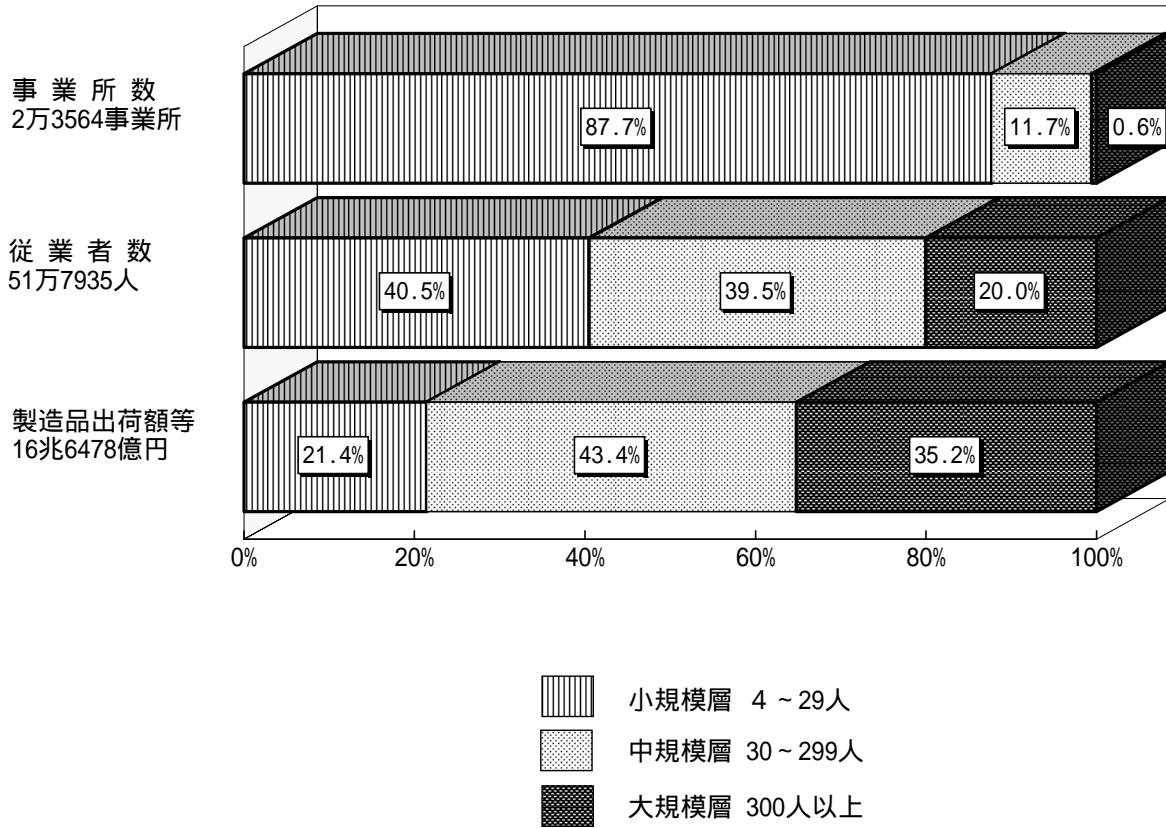 事 業 所 数
2万3564事業所
87.7%
11.7%
0.6%
従 業 者 数
51万7935人
40.5%
39.5%
20.0%
製造品出荷額等
16兆6478億円
21.4%
43.4%
35.2%
0%
20%
40%
60%
80%
100%
小規模層 4 ~ 29人
中規模層 30 ~ 299人
大規模層 300人以上